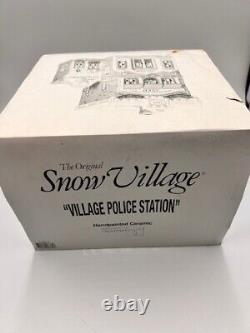 The Original
Snow Village®
"VILLAGE POLICE STATION"
Handpainted Ceramic